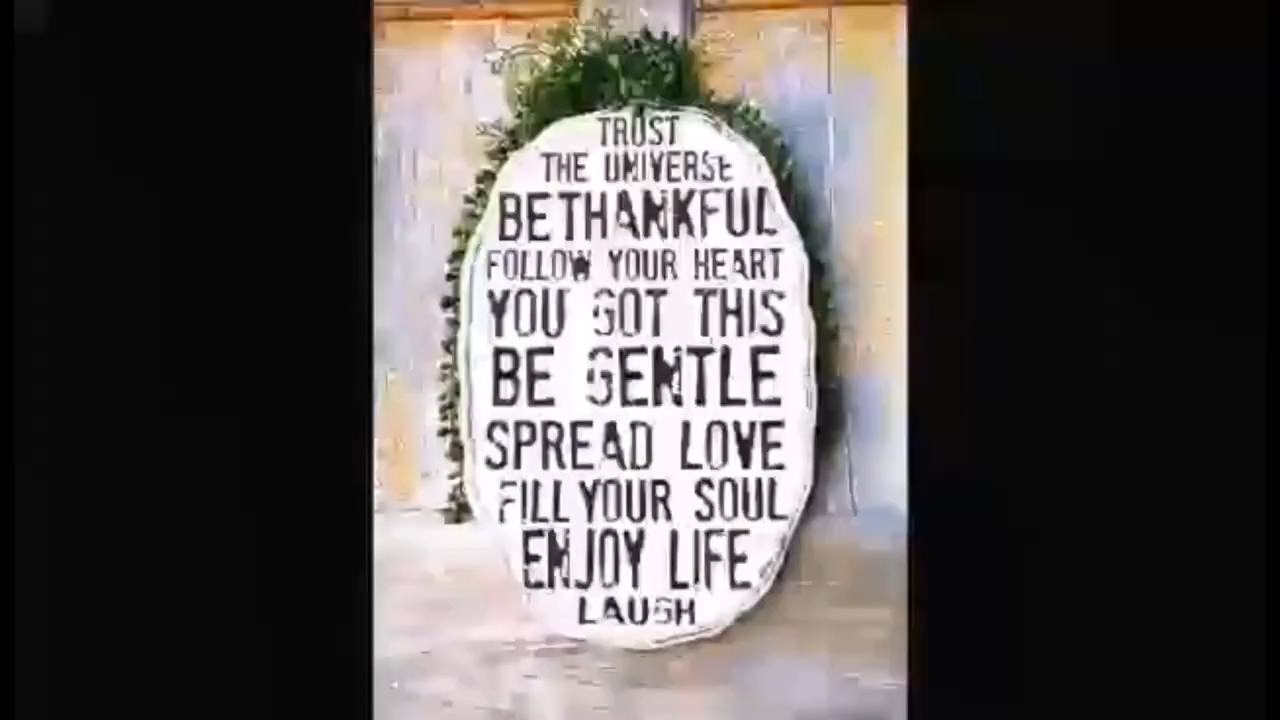 TRUST
THE UNIVERSE
BE THANKFUL
FOLLOW YOUR HEART
YOU GOT THIS
BE GENTLE
SPREAD LOVE
FILL YOUR SOUL
ENJOY LIFE
LAUGH